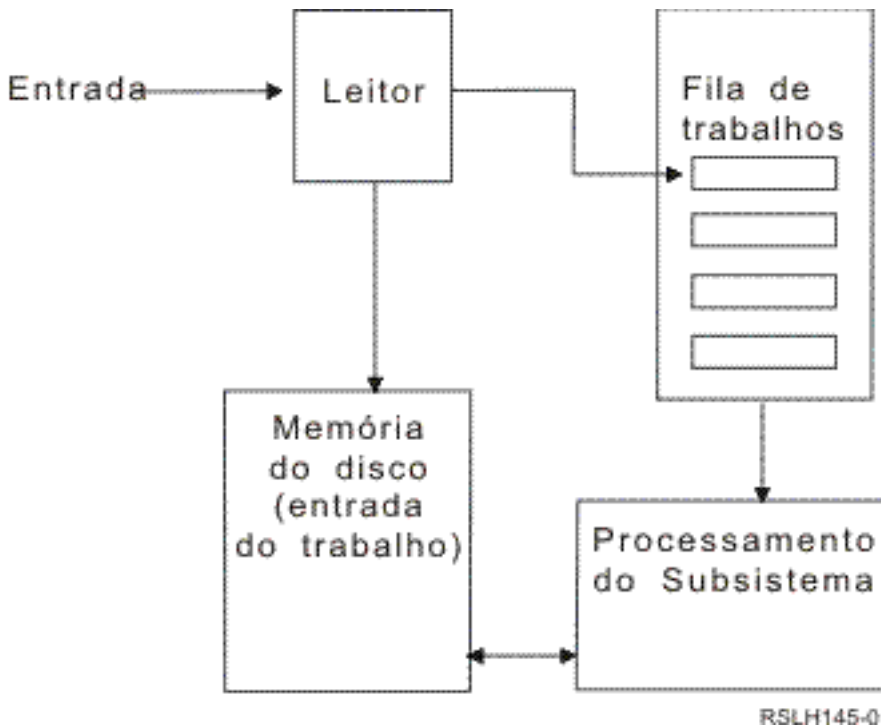 Entrada
Leitor
Fila de
trabalhos
Memória
do disco
(entrada
do trabalho)
Processamento
do Subsistema
RSLH145-0